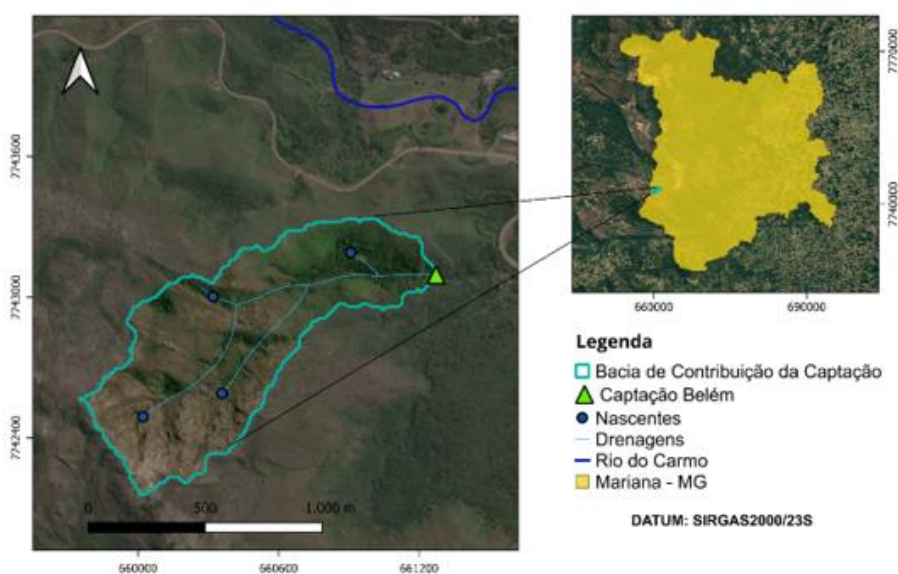 7743600
7743000
7742400
0 500 1.000 m
660000 660600 661200
7770000
7740000
660000 690000
Legenda
Bacia de Contribuição da Captação
Captação Belém
Nascentes
Drenagens
Rio do Carmo
Mariana - MG
DATUM: SIRGAS2000/23S